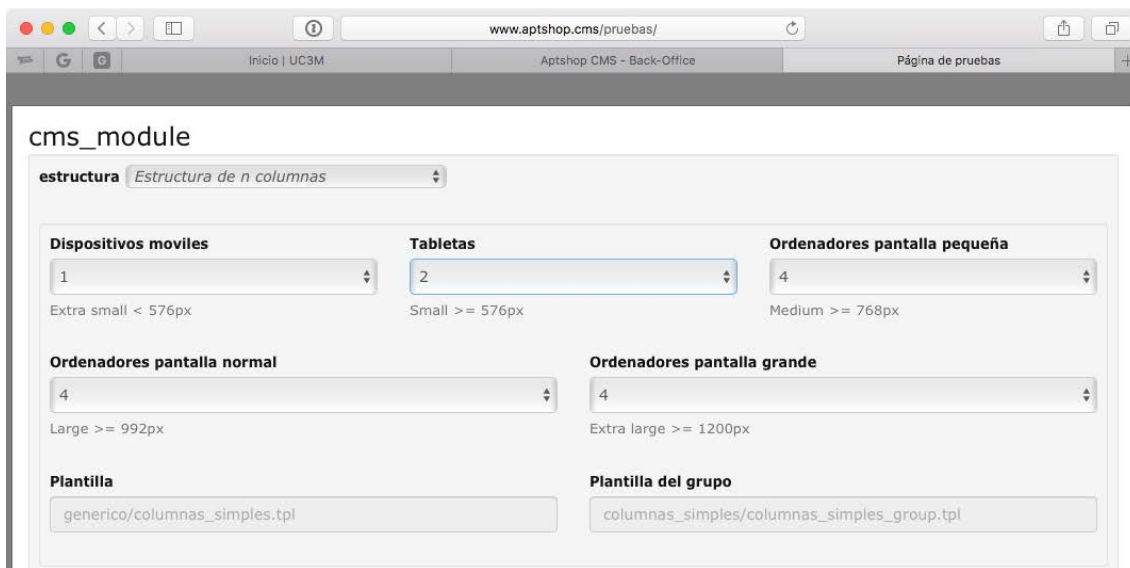 www.aptshop.cms/pruebas/
G G Inicio | UC3M Aptshop CMS - Back-Office Página de pruebas
cms_module
estructura Estructura de n columnas
Dispositivos moviles Tabletas Ordenadores pantalla pequeña
1 2 4
Extra small < 576px Small >= 576px Medium >= 768px
Ordenadores pantalla normal Ordenadores pantalla grande
4 4
Large >= 992px Extra large >= 1200px
Plantilla Plantilla del grupo
generico/columnas_simples.tpl columnas_simples/columnas_simples_group.tpl